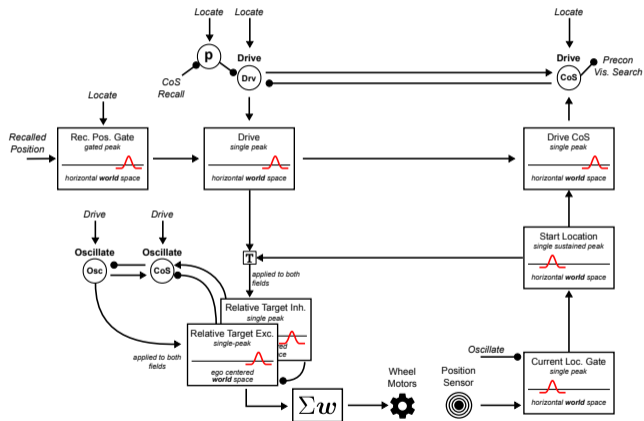 Locate
Locate
Locate
p
Drive
Drv
Drive
CoS
CoS
Recall
Precon
Vis. Search
Locate
Recalled
Position
Rec. Pos. Gate
gated peak
horizontal world space
Drive
single peak
horizontal world space
Drive CoS
single peak
horizontal world space
Drive
Drive
Oscillate
Oscillate
Osc
CoS
T
applied to both
fields
Start Location
single sustained peak
horizontal world space
Relative Target Inh.
single peak
Relative Target Exc.
single-peak
ego centered
world space
applied to both
fields
Oscillate
Current Loc. Gate
single peak
horizontal world space
Wheel
Motors
Position
Sensor
Σw